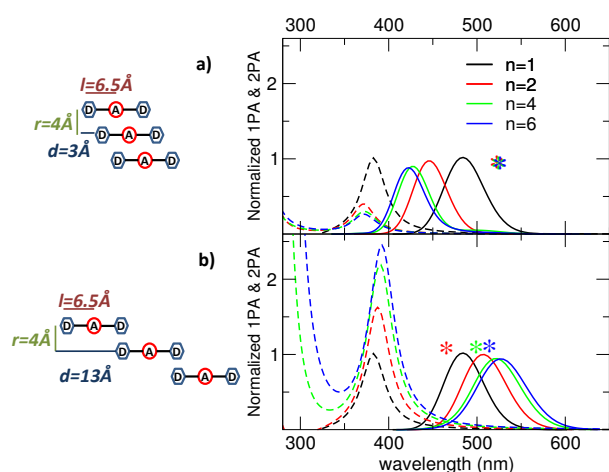 280 400 500 600
a)
l=6.5Å
r=4Å
d=3Å
D A D
D A D
D A D
Normalized 1PA & 2PA
2
1
n=1
n=2
n=4
n=6
*
b)
l=6.5Å
r=4Å
d=13Å
D A D
D A D
D A D
Normalized 1PA & 2PA
2
1
0
* * *
300 400 500 600
wavelength (nm)